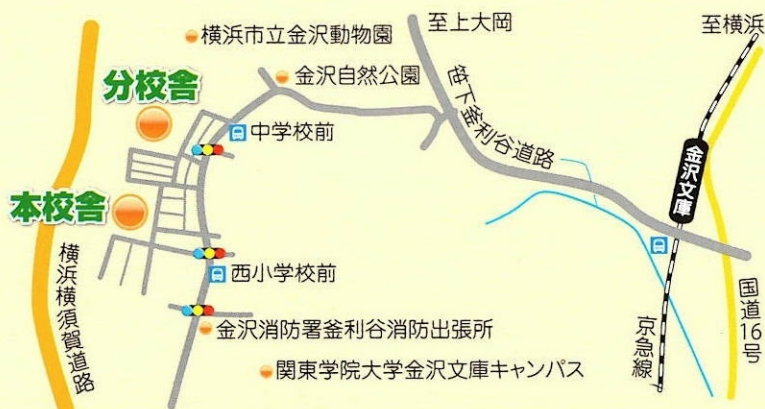 横浜市立金沢動物園
至上大岡
至横浜
金沢自然公園
分校舎
中学校前
笹下釜利谷道路
金沢文庫
本校舎
横浜横須賀道路
西小学校前
国道16号
京急線
金沢消防署釜利谷消防出張所
関東学院大学金沢文庫キャンパス